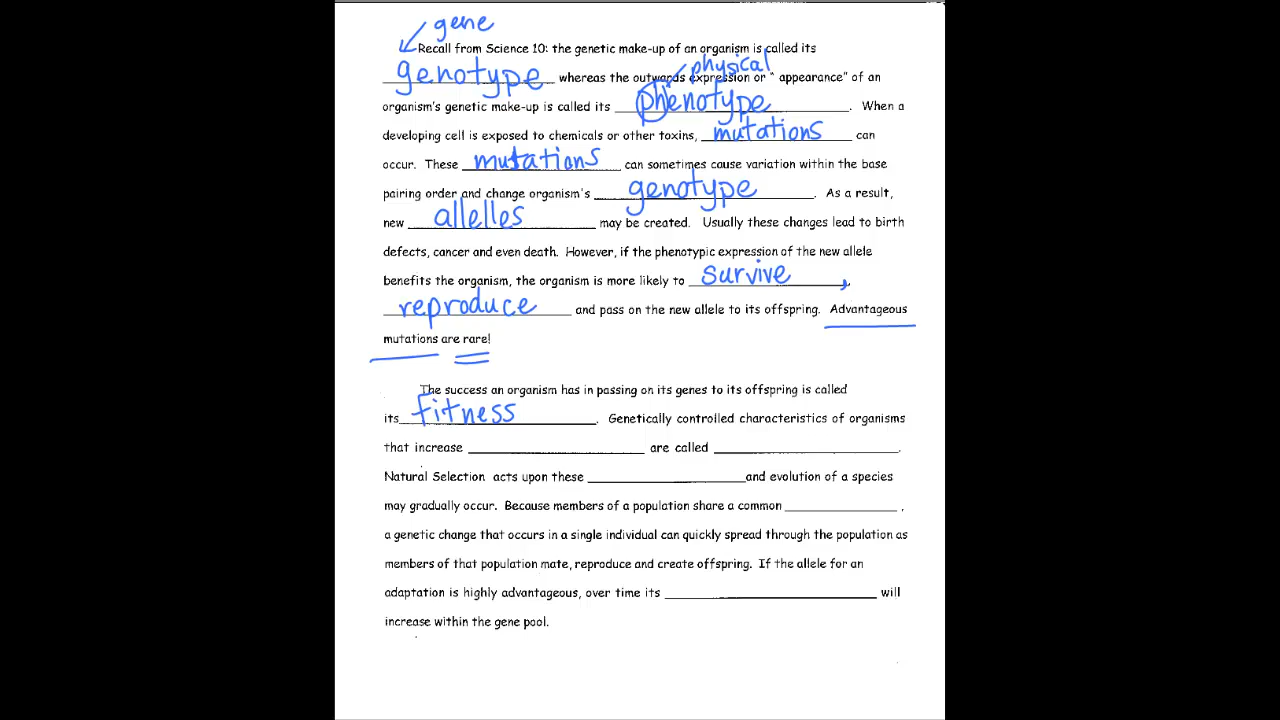 gene
Recall from Science 10: the genetic make-up of an organism is called its
physical
genotype whereas the outwards expression or " appearance" of an
organism's genetic make-up is called its phenotype. When a
developing cell is exposed to chemicals or other toxins, mutations can
occur. These mutations can sometimes cause variation within the base
pairing order and change organism's genotype. As a result,
new allelles may be created. Usually these changes lead to birth
defects, cancer and even death. However, if the phenotypic expression of the new allele
benefits the organism, the organism is more likely to survive,
reproduce and pass on the new allele to its offspring. Advantageous
mutations are rare!
The success an organism has in passing on its genes to its offspring is called
its fitness. Genetically controlled characteristics of organisms
that increase ____________ are called ____________.
Natural Selection acts upon these ____________ and evolution of a species
may gradually occur. Because members of a population share a common ____________,
a genetic change that occurs in a single individual can quickly spread through the population as
members of that population mate, reproduce and create offspring. If the allele for an
adaptation is highly advantageous, over time its ____________ will
increase within the gene pool.